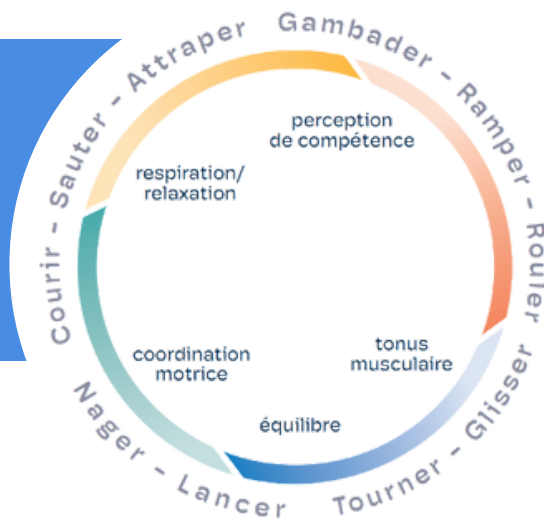 Courir - Sauter - Attraper
Gambader - Ramper - Rouler
perception
de compétence
respiration/
relaxation
tonus
musculaire
coordination
motrice
équilibre
Nager - Lancer
Tourner - Glisser